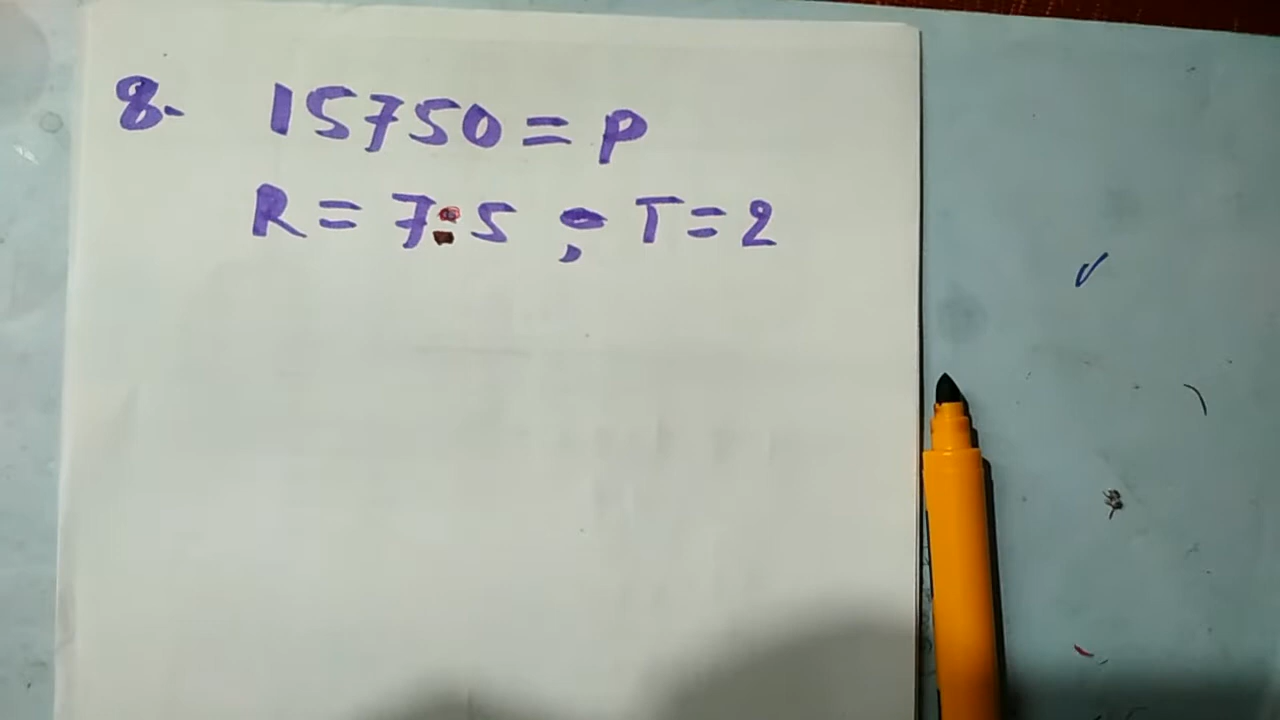 8. 15750 = P
R = 7.5 ; T = 2